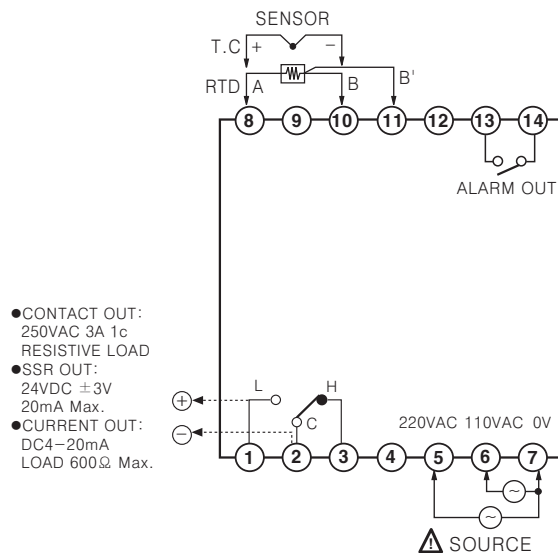 SENSOR
T.C + −
RTD A B B'
8 9 10 11 12 13 14
ALARM OUT
●CONTACT OUT:
250VAC 3A 1c
RESISTIVE LOAD
●SSR OUT:
24VDC ±3V
20mA Max.
●CURRENT OUT:
DC4-20mA
LOAD 600Ω Max.
+
−
L H
C
220VAC 110VAC 0V
1 2 3 4 5 6 7
~
~
⚠ SOURCE